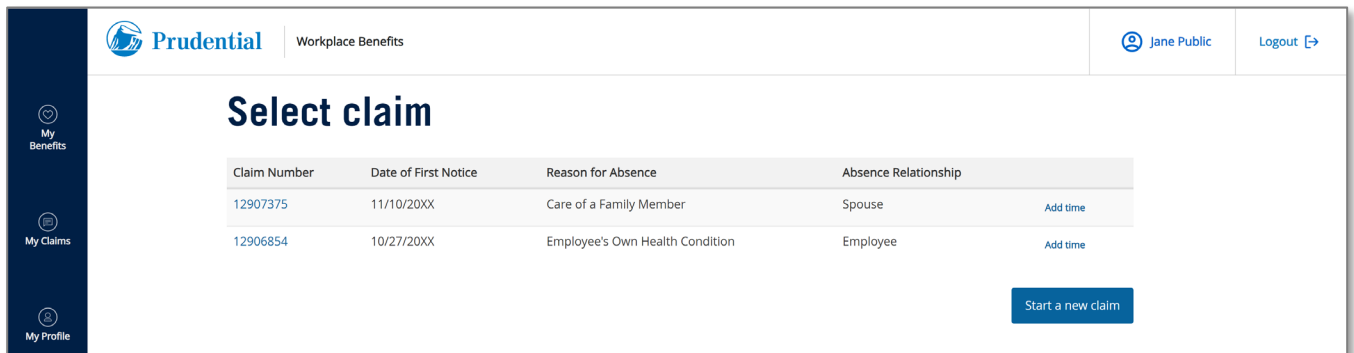 Prudential Workplace Benefits Jane Public Logout
My
Benefits
My Claims
My Profile
Select claim
Claim Number Date of First Notice Reason for Absence Absence Relationship
12907375 11/10/20XX Care of a Family Member Spouse Add time
12906854 10/27/20XX Employee's Own Health Condition Employee Add time
Start a new claim